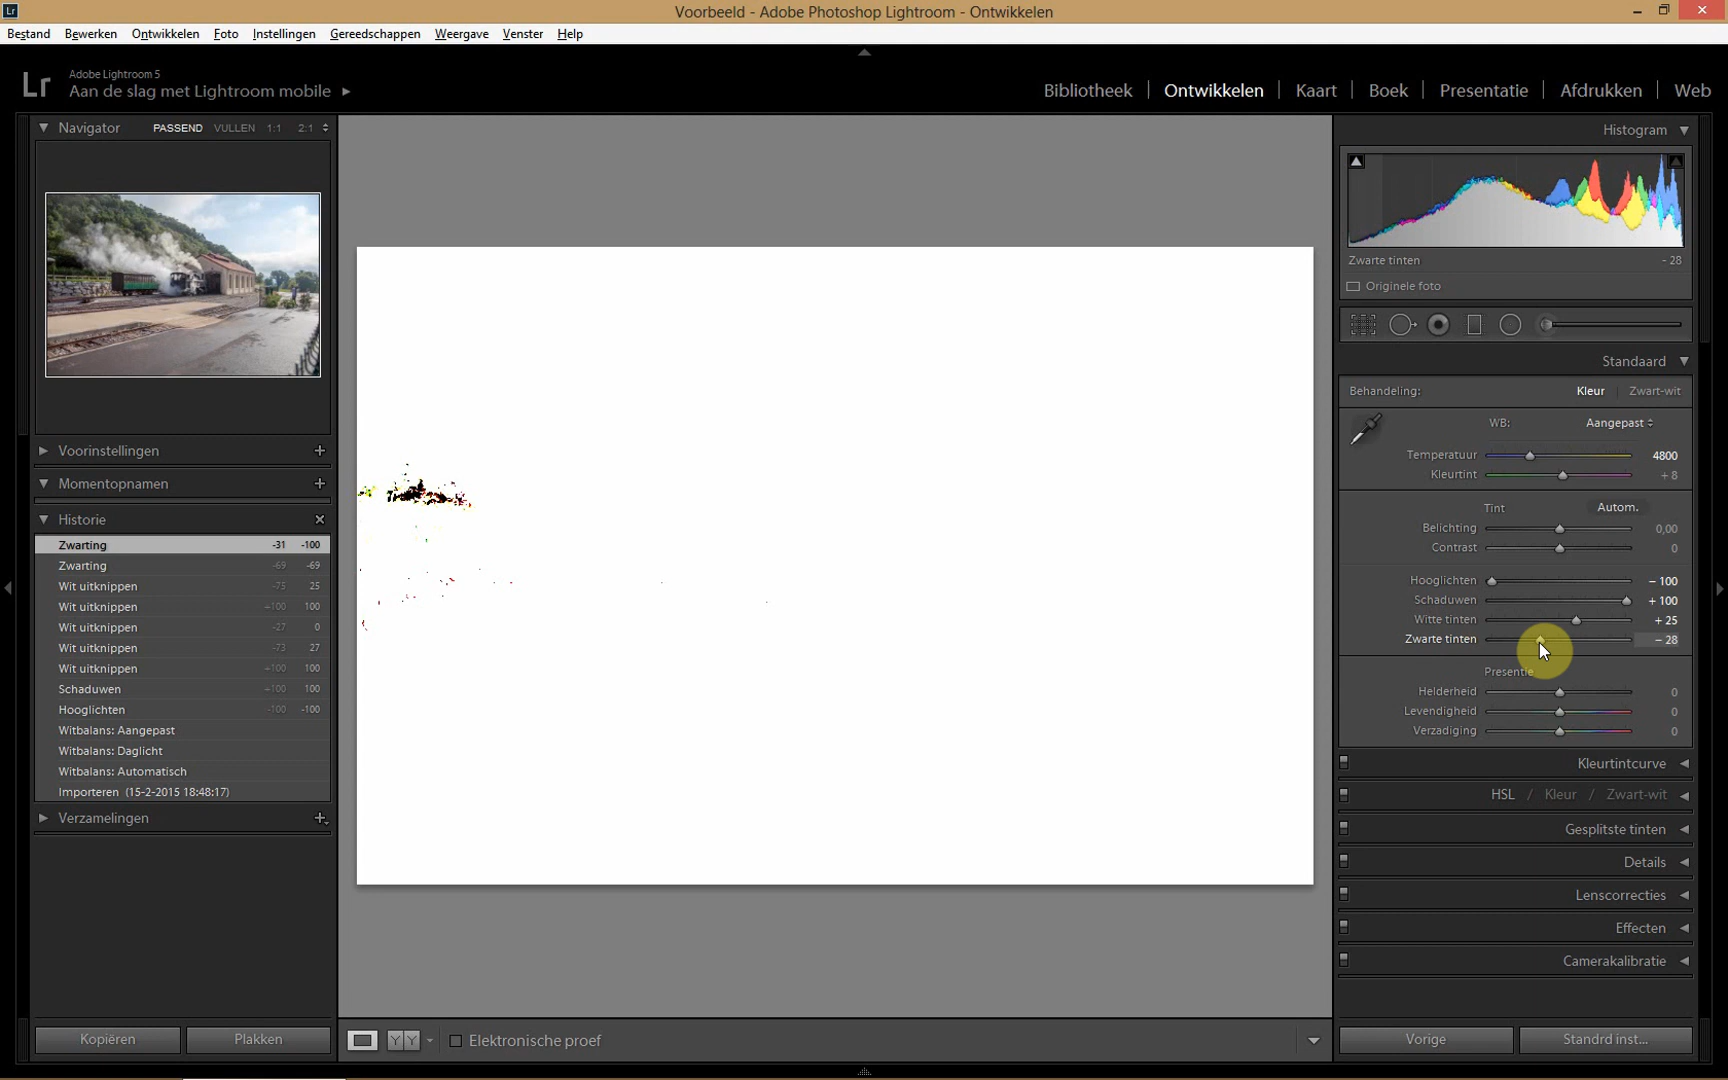 Lr
Voorbeeld - Adobe Photoshop Lightroom - Ontwikkelen
Bestand Bewerken Ontwikkelen Foto Instellingen Gereedschappen Weergave Venster Help
Lr
Adobe Lightroom 5
Aan de slag met Lightroom mobile
Bibliotheek | Ontwikkelen | Kaart | Boek | Presentatie | Afdrukken | Web
Navigator PASSEND VULLEN 1:1 2:1
Voorinstellingen
Momentopnamen
Historie
Zwarting -31 -100
Zwarting -69 -69
Wit uitknippen -75 25
Wit uitknippen +100 100
Wit uitknippen -27 0
Wit uitknippen -73 27
Wit uitknippen +100 100
Schaduwen +100 100
Hooglichten -100 -100
Witbalans: Aangepast
Witbalans: Daglicht
Witbalans: Automatisch
Importeren (15-2-2015 18:48:17)
Verzamelingen
Kopiëren Plakken
Y Y
Elektronische proef
Histogram
Zwarte tinten - 28
Originele foto
Standaard
Behandeling: Kleur | Zwart-wit
WB: Aangepast
Temperatuur 4800
Kleurtint + 8
Tint Autom.
Belichting 0,00
Contrast 0
Hooglichten - 100
Schaduwen + 100
Witte tinten + 25
Zwarte tinten - 28
Presentie
Helderheid 0
Levendigheid 0
Verzadiging 0
Kleurtintcurve
HSL / Kleur / Zwart-wit
Gesplitste tinten
Details
Lenscorrecties
Effecten
Camerakalibratie
Vorige Standrd inst...